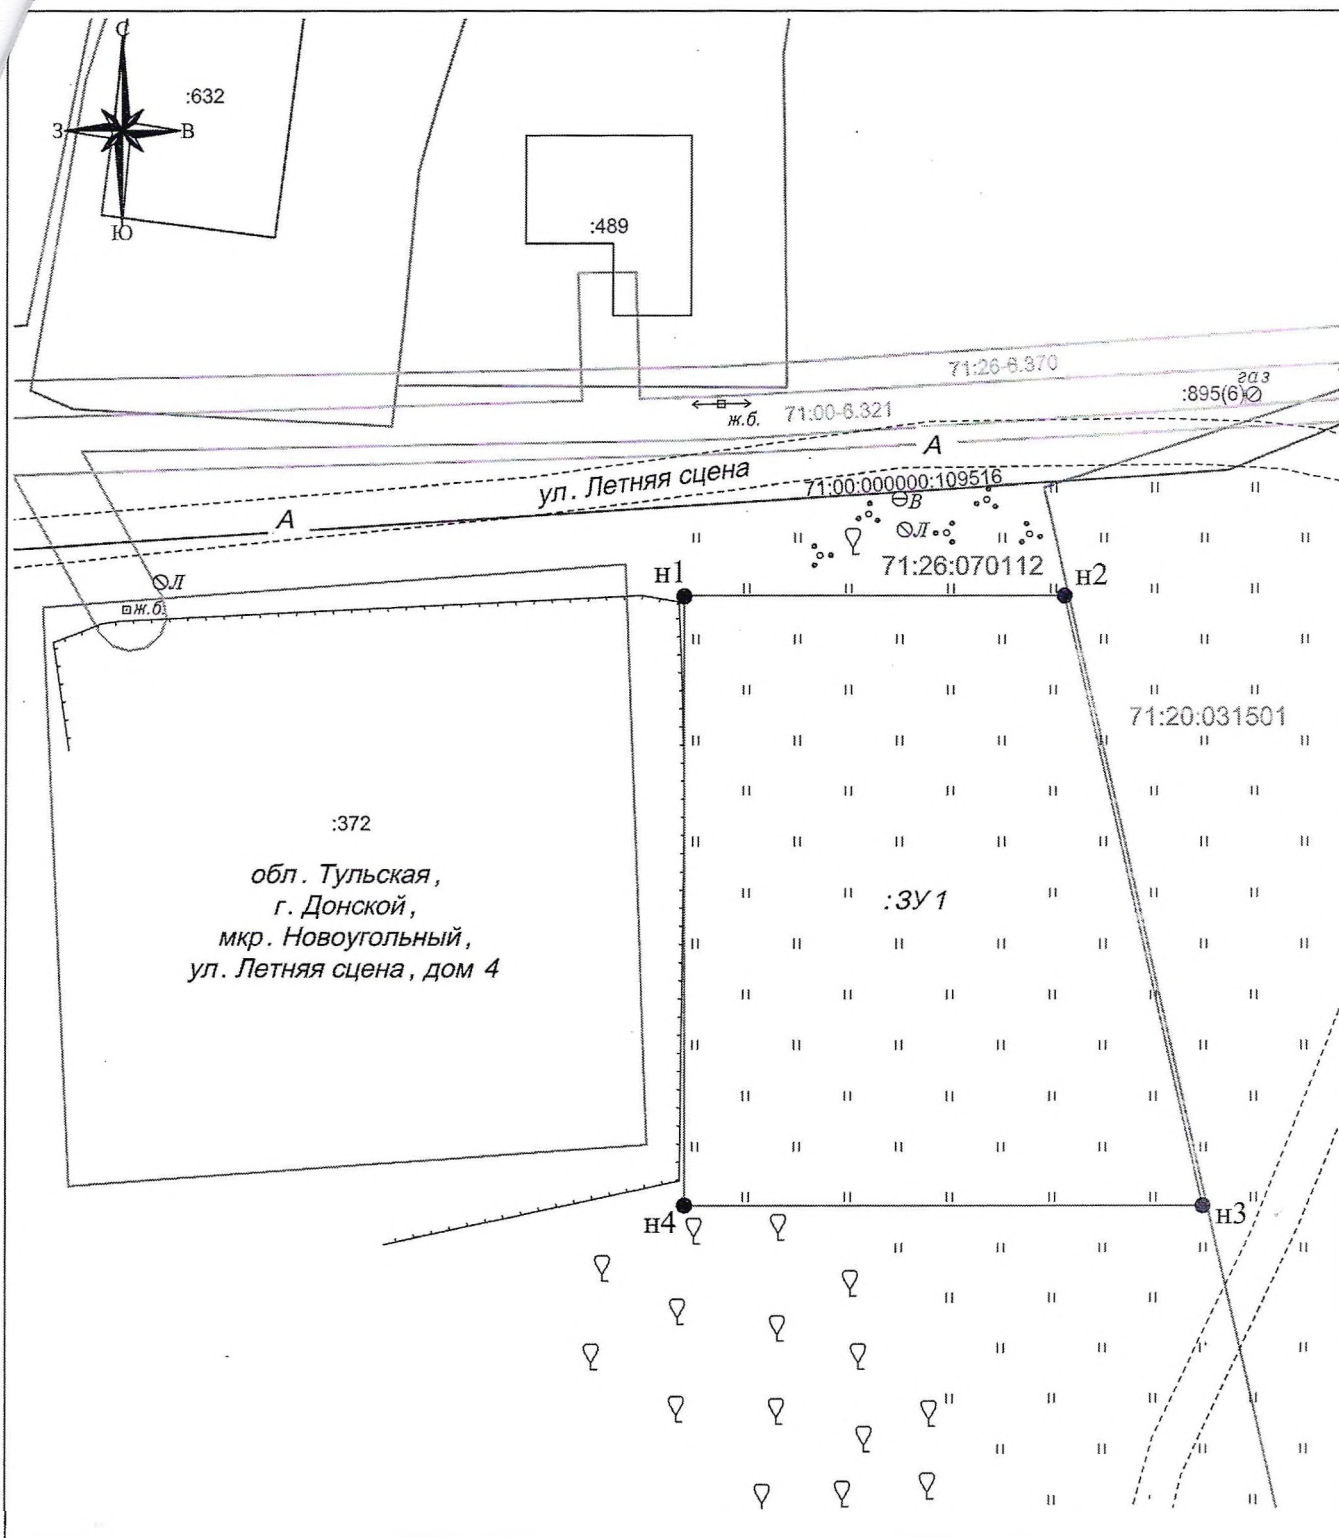 С
:632
З
В
Ю
:489
71:26-6.370
газ
:895(6)
ж.б.
71:00-6.321
А
ул. Летняя сцена
71:00:000000:109516
В
А
Л
71:26:070112
н1
н2
Л
ж.б.
71:20:031501
:372
обл. Тульская,
г. Донской,
мкр. Новоугольный,
ул. Летняя сцена, дом 4
:ЗУ1
н4
н3